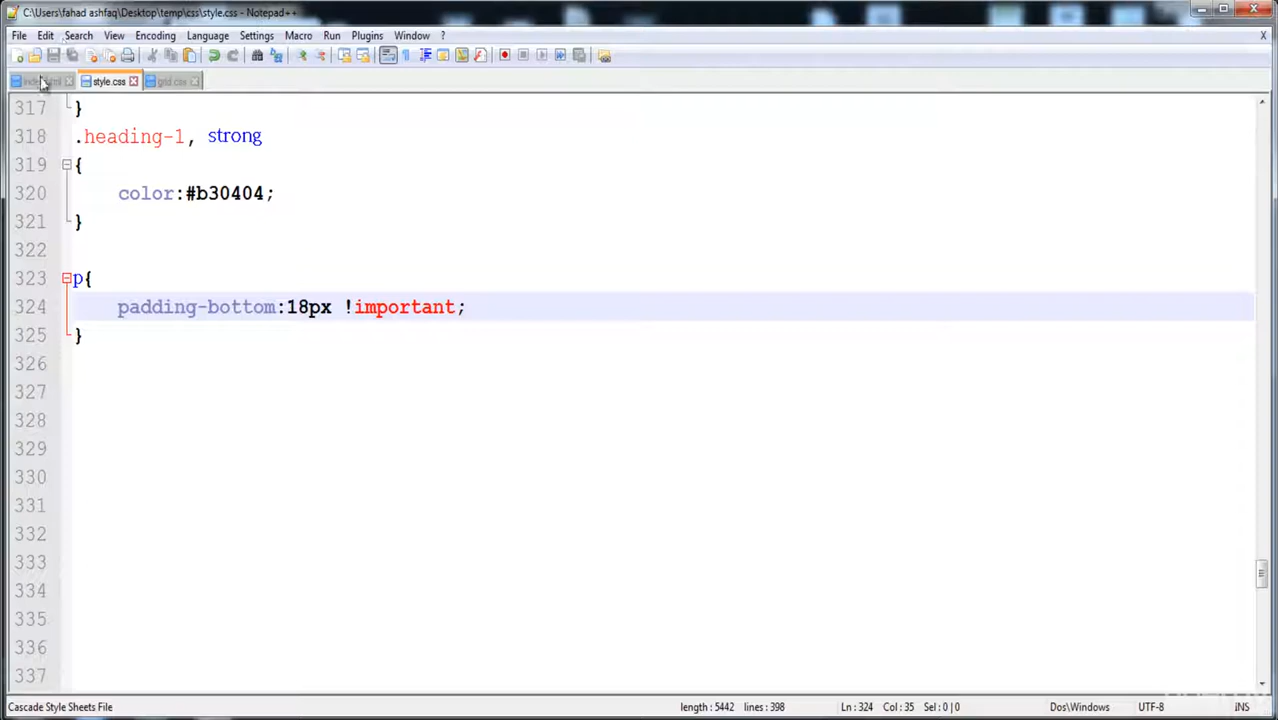 C:\Users\fahad ashfaq\Desktop\temp\css\style.css - Notepad++
File Edit Search View Encoding Language Settings Macro Run Plugins Window ?
X
style.css grid.css
317 }
318 .heading-1, strong
319 {
320 color:#b30404;
321 }
322
323 p{
324 padding-bottom:18px !important;
325 }
326
327
328
329
330
331
332
333
334
335
336
337
Cascade Style Sheets File length : 5442 lines : 398 Ln : 324 Col : 35 Sel : 0 | 0 Dos\Windows UTF-8 INS